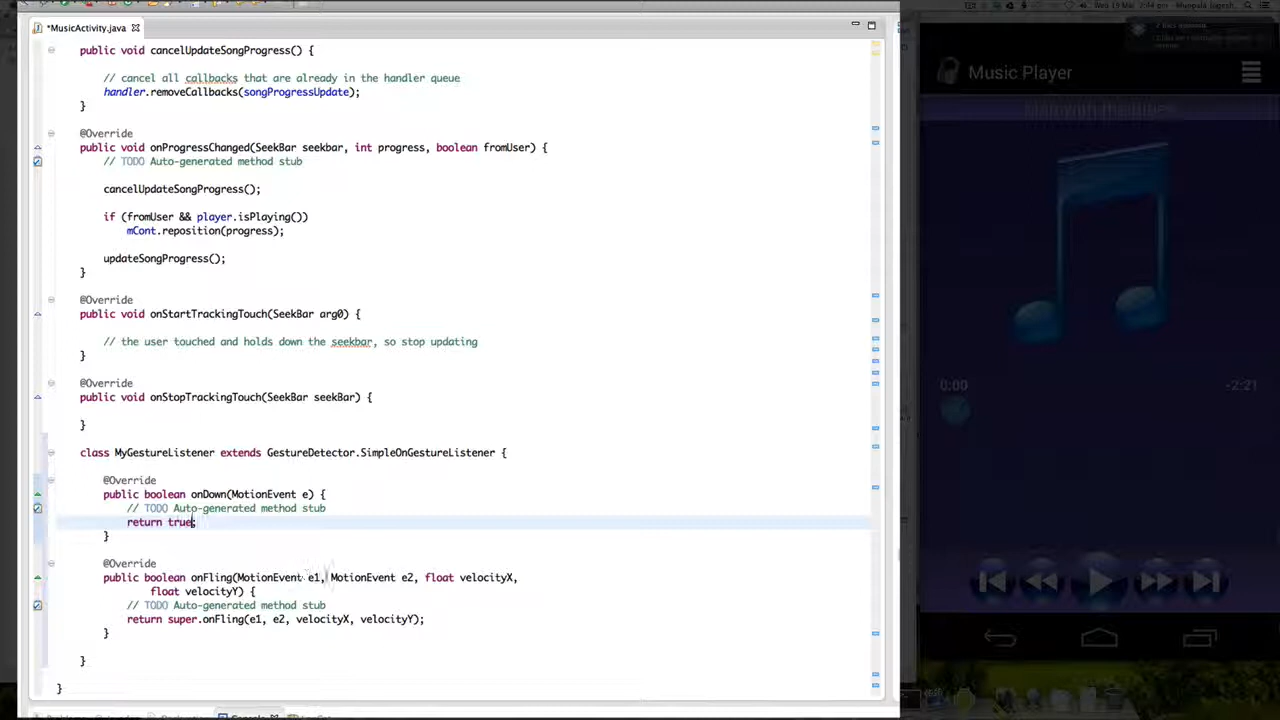 *MusicActivity.java
public void cancelUpdateSongProgress() {
// cancel all callbacks that are already in the handler queue
handler.removeCallbacks(songProgressUpdate);
}
@Override
public void onProgressChanged(SeekBar seekbar, int progress, boolean fromUser) {
// TODO Auto-generated method stub
cancelUpdateSongProgress();
if (fromUser && player.isPlaying())
mCont.reposition(progress);
updateSongProgress();
}
@Override
public void onStartTrackingTouch(SeekBar arg0) {
// the user touched and holds down the seekbar, so stop updating
}
@Override
public void onStopTrackingTouch(SeekBar seekBar) {
}
class MyGestureListener extends GestureDetector.SimpleOnGestureListener {
@Override
public boolean onDown(MotionEvent e) {
// TODO Auto-generated method stub
return true;
}
@Override
public boolean onFling(MotionEvent e1, MotionEvent e2, float velocityX,
float velocityY) {
// TODO Auto-generated method stub
return super.onFling(e1, e2, velocityX, velocityY);
}
}
}
Music Player
0:00
-2:21